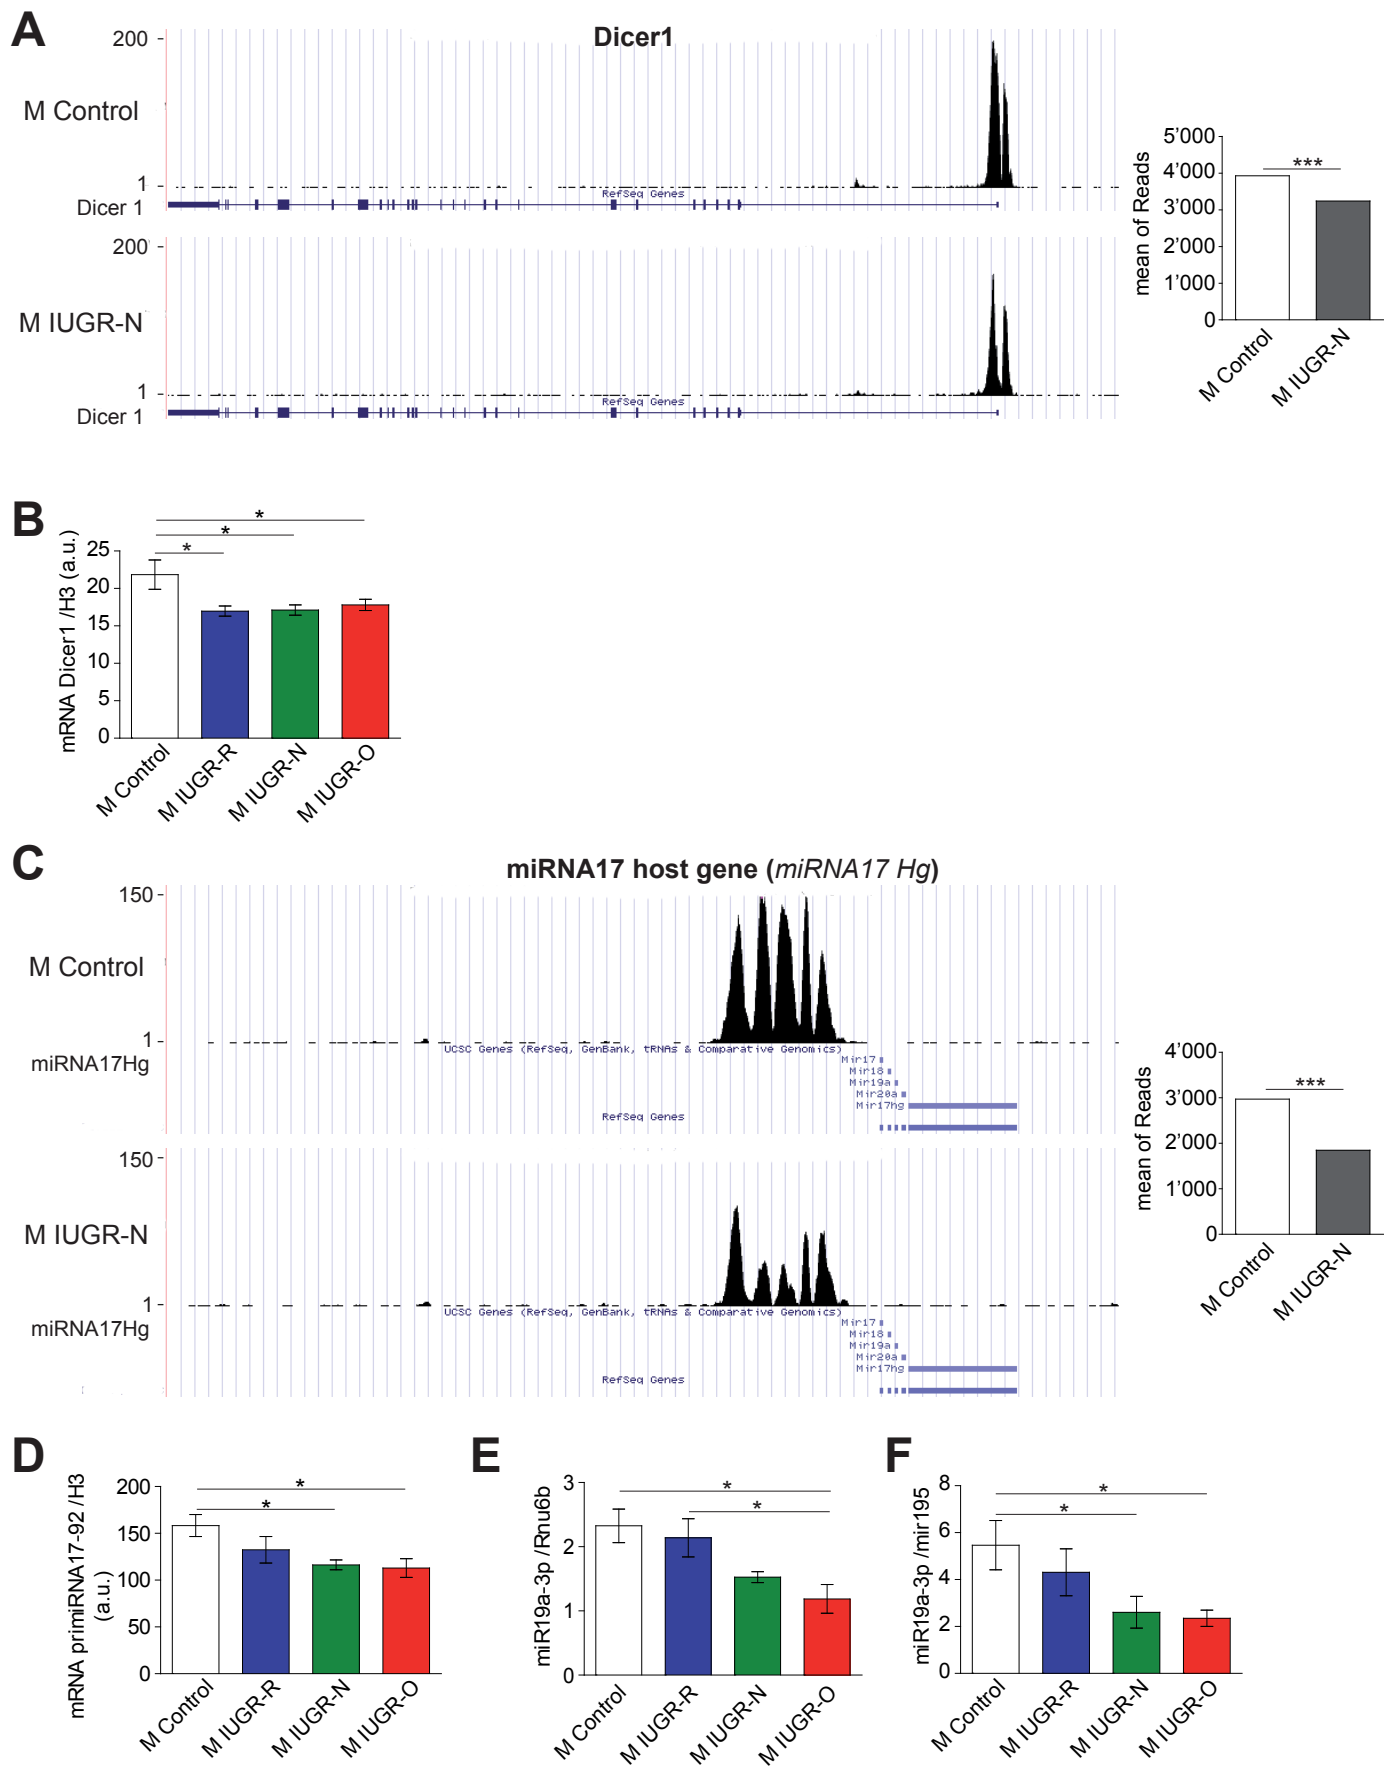 A
Dicer1
200
M Control
1
RefSeq Genes
Dicer 1
200
M IUGR-N
1
RefSeq Genes
Dicer 1
mean of Reads
5'000
4'000
3'000
2'000
1'000
0
***
M Control
M IUGR-N
B
mRNA Dicer1 /H3 (a.u.)
25
20
15
10
5
0
*
*
*
M Control
M IUGR-R
M IUGR-N
M IUGR-O
C
miRNA17 host gene (miRNA17 Hg)
150
M Control
1
UCSC Genes (RefSeq, GenBank, tRNAs & Comparative Genomics)
miRNA17Hg
Mir17
Mir18
Mir19a
Mir20a
Mir17hg
RefSeq Genes
150
M IUGR-N
1
UCSC Genes (RefSeq, GenBank, tRNAs & Comparative Genomics)
miRNA17Hg
Mir17
Mir18
Mir19a
Mir20a
Mir17hg
RefSeq Genes
mean of Reads
4'000
3'000
2'000
1'000
0
***
M Control
M IUGR-N
D
mRNA primiRNA17-92 /H3
(a.u.)
200
150
100
50
0
*
*
M Control
M IUGR-R
M IUGR-N
M IUGR-O
E
miR19a-3p /Rnu6b
3
2
1
0
*
*
M Control
M IUGR-R
M IUGR-N
M IUGR-O
F
miR19a-3p /mir195
8
6
4
2
0
*
*
M Control
M IUGR-R
M IUGR-N
M IUGR-O